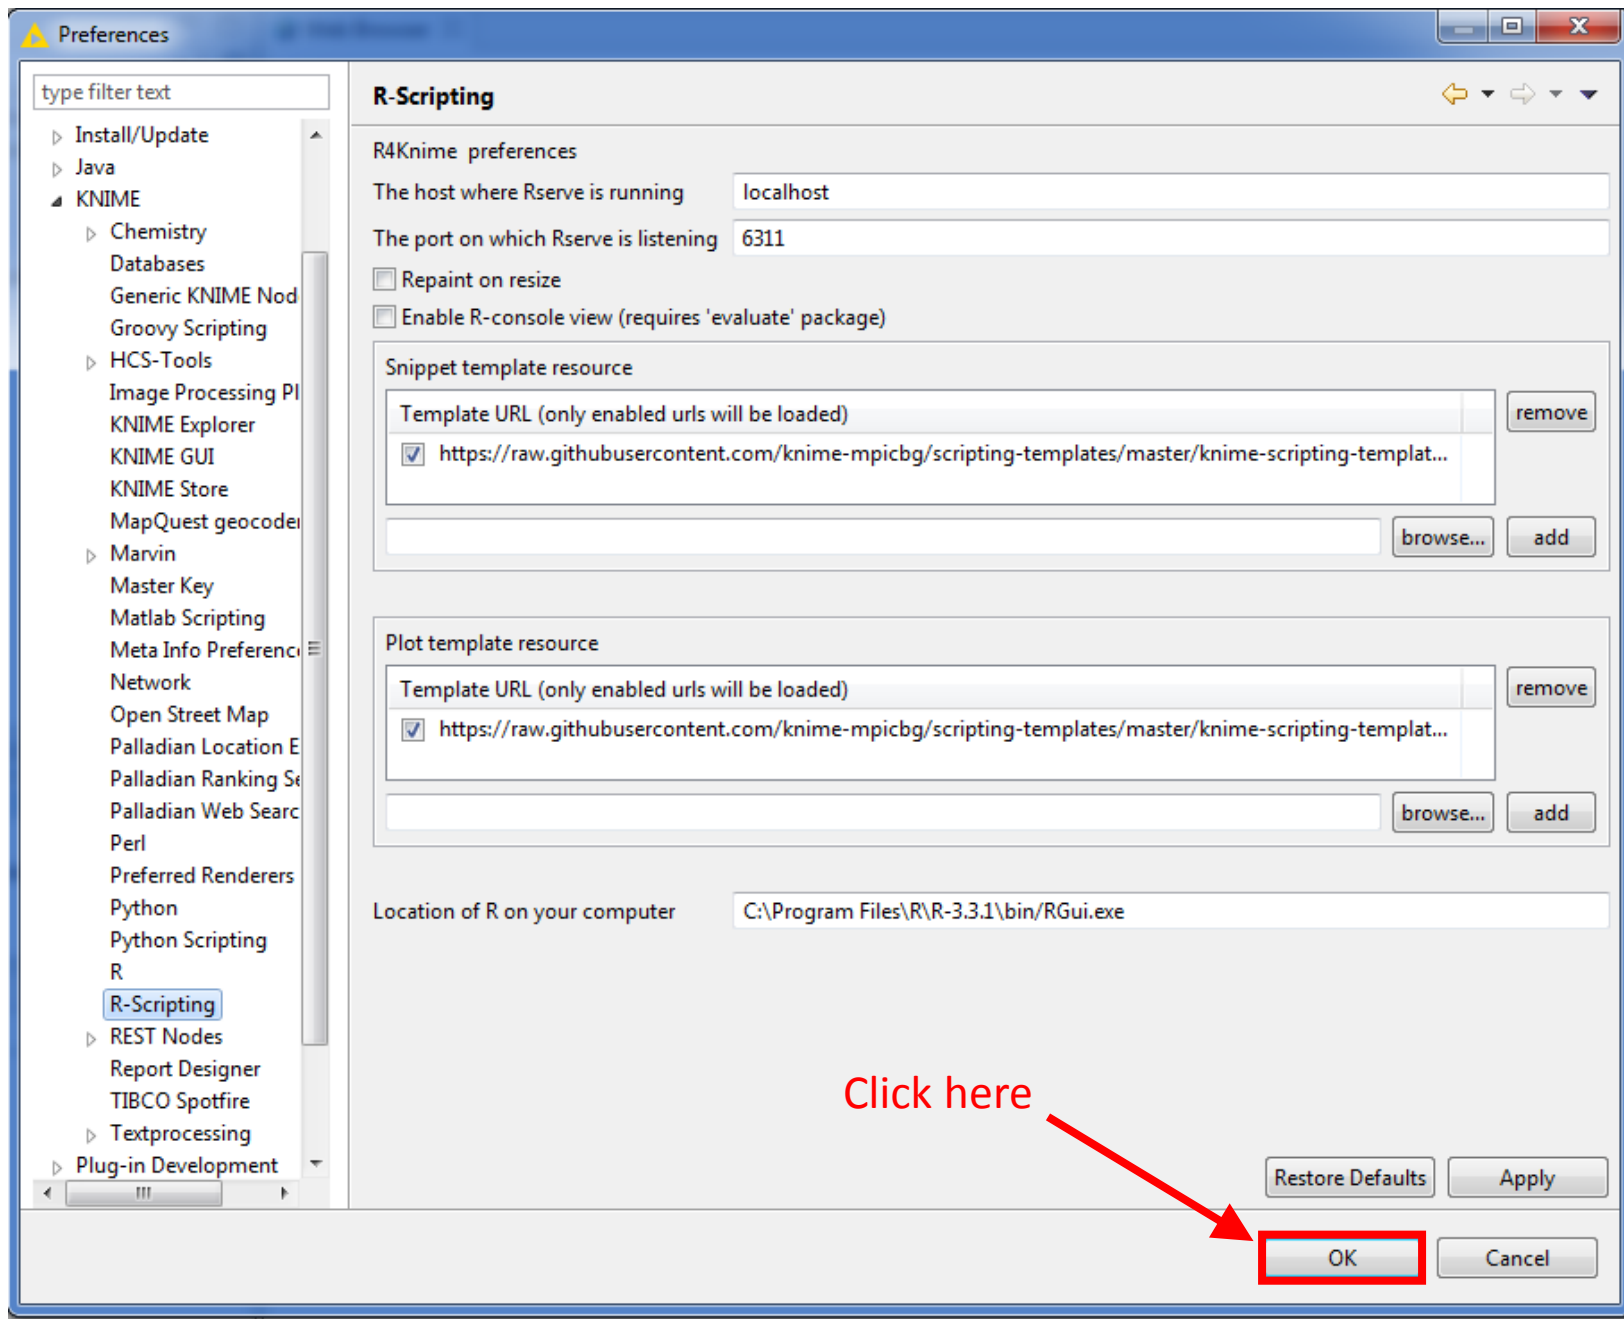 Preferences
type filter text
Install/Update
Java
KNIME
Chemistry
Databases
Generic KNIME Nod
Groovy Scripting
HCS-Tools
Image Processing Pl
KNIME Explorer
KNIME GUI
KNIME Store
MapQuest geocoder
Marvin
Master Key
Matlab Scripting
Meta Info Preference
Network
Open Street Map
Palladian Location E
Palladian Ranking Se
Palladian Web Searc
Perl
Preferred Renderers
Python
Python Scripting
R
R-Scripting
REST Nodes
Report Designer
TIBCO Spotfire
Textprocessing
Plug-in Development
R-Scripting
R4Knime preferences
The host where Rserve is running localhost
The port on which Rserve is listening 6311
Repaint on resize
Enable R-console view (requires 'evaluate' package)
Snippet template resource
Template URL (only enabled urls will be loaded)
remove
https://raw.githubusercontent.com/knime-mpicbg/scripting-templates/master/knime-scripting-templat...
browse... add
Plot template resource
Template URL (only enabled urls will be loaded)
remove
https://raw.githubusercontent.com/knime-mpicbg/scripting-templates/master/knime-scripting-templat...
browse... add
Location of R on your computer C:\Program Files\R\R-3.3.1\bin/RGui.exe
Click here
Restore Defaults Apply
OK Cancel